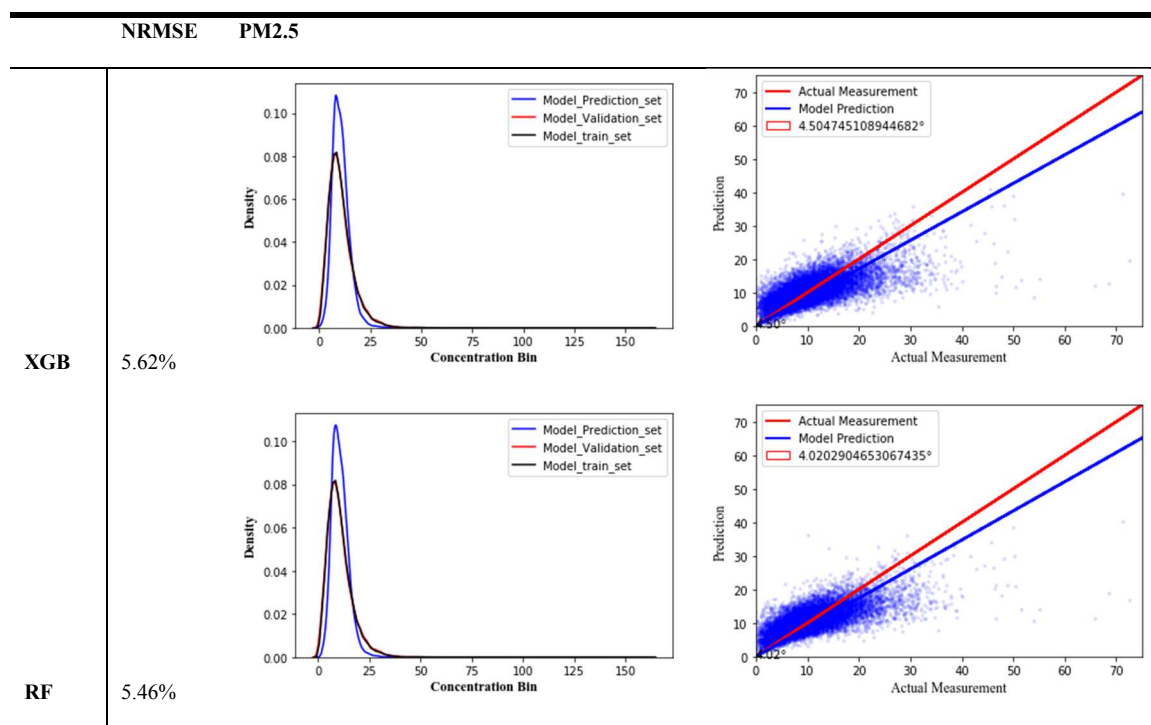 NRMSE PM2.5
Model_Prediction_set
Model_Validation_set
Model_train_set
Density
0.10
0.08
0.06
0.04
0.02
0.00
0 25 50 75 100 125 150
Concentration Bin
Actual Measurement
Model Prediction
4.504745108944682°
Prediction
70
60
50
40
30
20
10
0
4.50°
0 10 20 30 40 50 60 70
Actual Measurement
XGB 5.62%
Model_Prediction_set
Model_Validation_set
Model_train_set
Density
0.10
0.08
0.06
0.04
0.02
0.00
0 25 50 75 100 125 150
Concentration Bin
Actual Measurement
Model Prediction
4.0202904653067435°
Prediction
70
60
50
40
30
20
10
0
4.02°
0 10 20 30 40 50 60 70
Actual Measurement
RF 5.46%